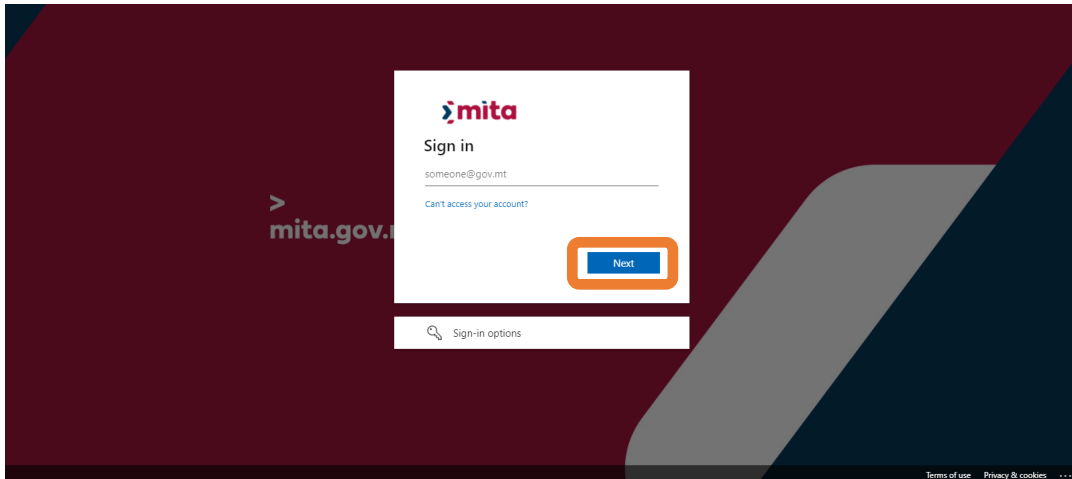 mita
Sign in
someone@gov.mt
Can't access your account?
>
mita.gov.
Next
Sign-in options
Terms of use Privacy & cookies ...